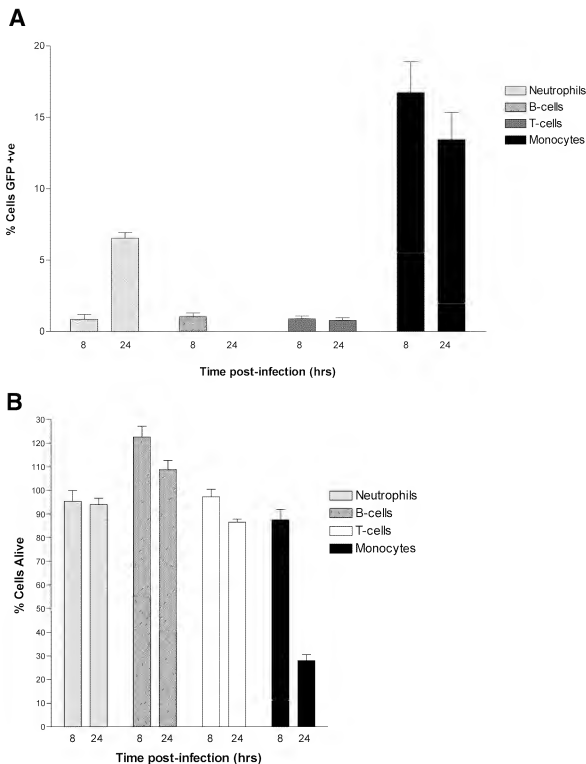 A
20
15
10
5
0
% Cells GFP +ve
8 24 8 24 8 24 8 24
Time post-infection (hrs)
Neutrophils
B-cells
T-cells
Monocytes
B
30
120
110
100
90
80
70
60
50
40
30
20
10
0
% Cells Alive
8 24 8 24 8 24 8 24
Time post-infection (hrs)
Neutrophils
B-cells
T-cells
Monocytes